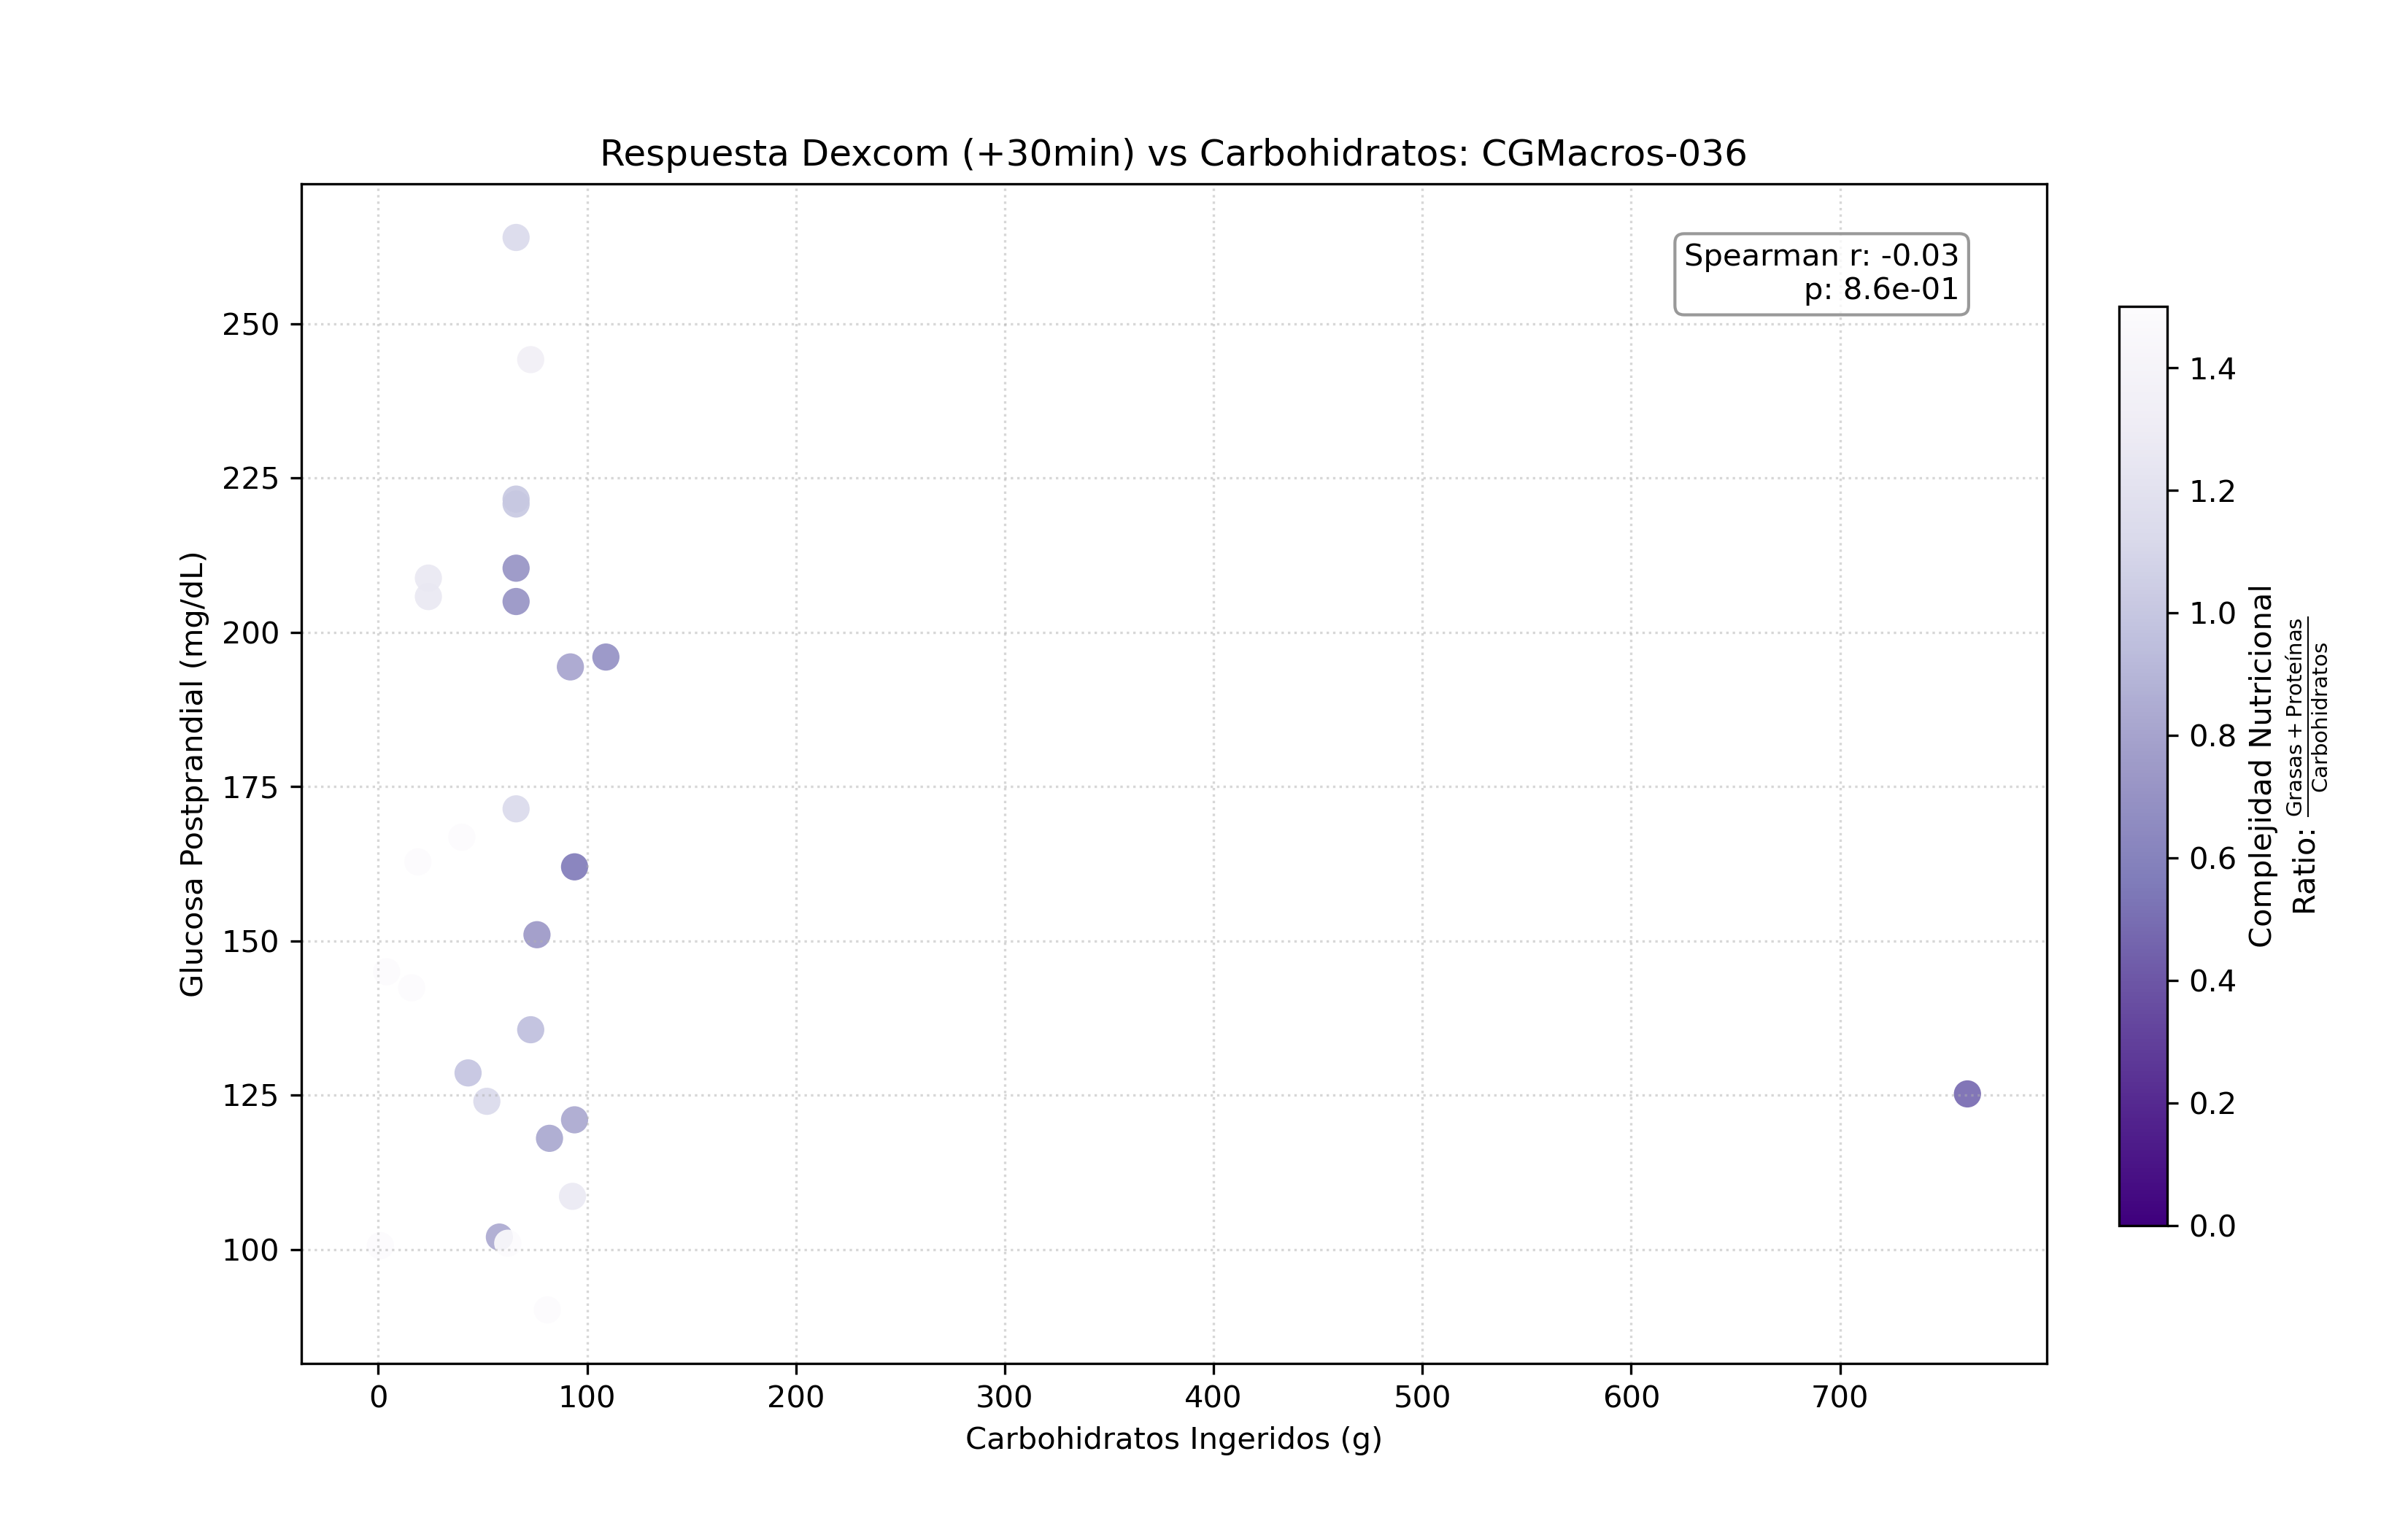 Respuesta Dexcom (+30min) vs Carbohidratos: CGMacros-036
Spearman r: -0.03
p: 8.6e-01
Glucosa Postprandial (mg/dL)
250
225
200
175
150
125
100
0
100
200
300
400
500
600
700
Carbohidratos Ingeridos (g)
1.4
1.2
1.0
0.8
0.6
0.4
0.2
0.0
Complejidad Nutricional
Ratio: Grasas + Proteínas
Carbohidratos